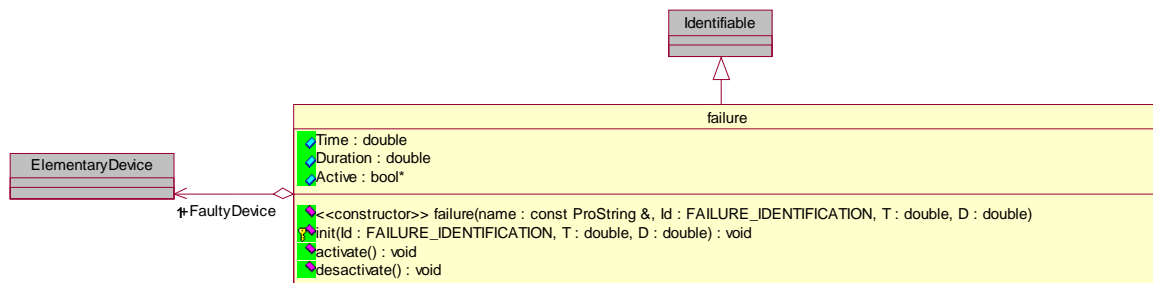 Identifiable
failure
Time : double
Duration : double
Active : bool*
ElementaryDevice
1
+FaultyDevice
<<constructor>> failure(name : const ProString &, Id : FAILURE_IDENTIFICATION, T : double, D : double)
init(Id : FAILURE_IDENTIFICATION, T : double, D : double) : void
activate() : void
desactivate() : void